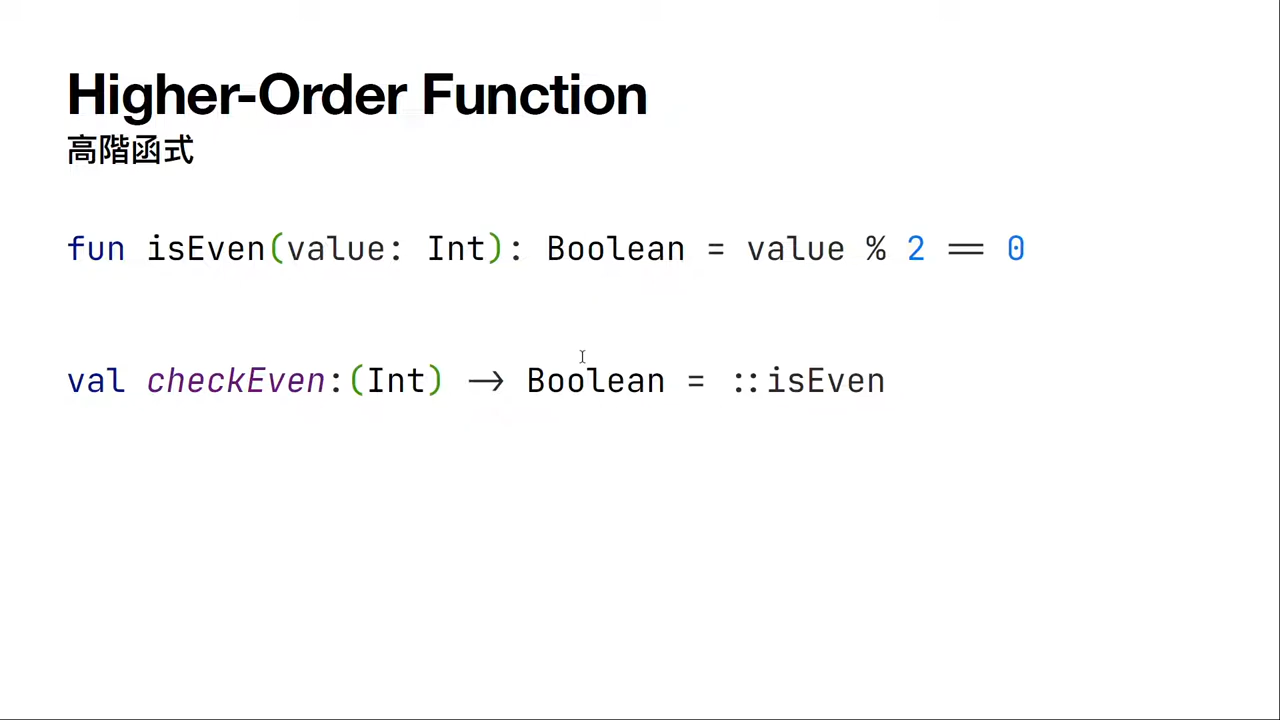 Higher-Order Function
高階函式
fun isEven(value: Int): Boolean = value % 2 == 0
val checkEven:(Int) -> Boolean = ::isEven